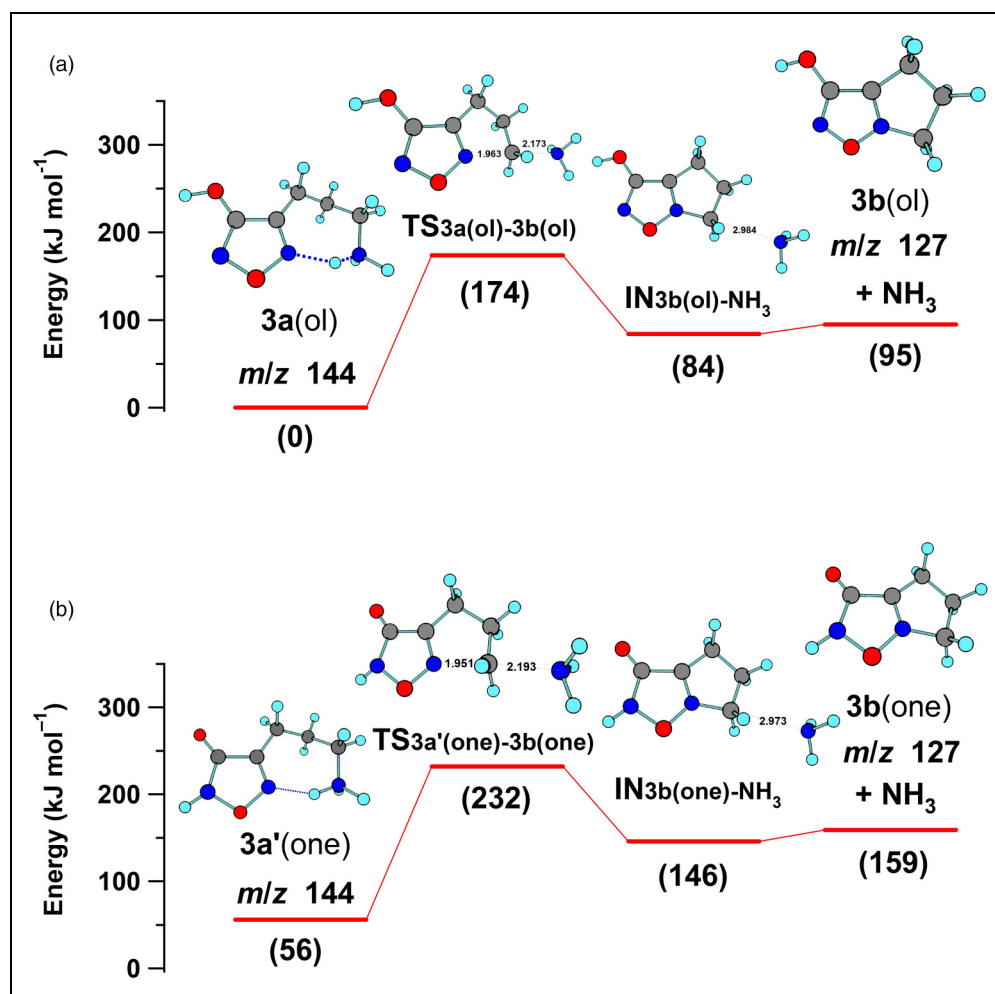 (a)
Energy (kJ mol⁻¹)
300
200
100
0
3a(ol)
m/z 144
(0)
1.963
2.173
TS3a(ol)-3b(ol)
(174)
2.984
IN3b(ol)-NH₃
(84)
3b(ol)
m/z 127
+ NH₃
(95)
(b)
Energy (kJ mol⁻¹)
300
200
100
0
3a'(one)
m/z 144
(56)
1.951
2.193
TS3a'(one)-3b(one)
(232)
2.973
IN3b(one)-NH₃
(146)
3b(one)
m/z 127
+ NH₃
(159)